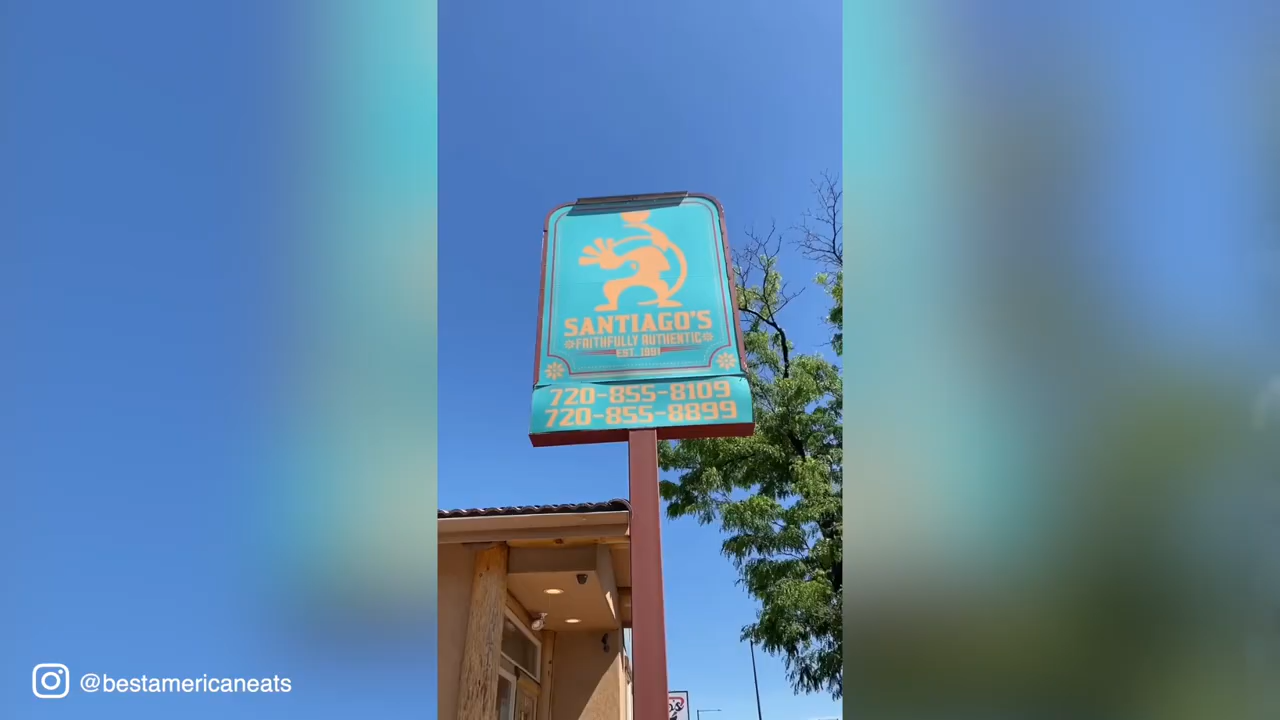 SANTIAGO'S
FAITHFULLY AUTHENTIC
EST. 1991
720-855-8109
720-855-8899
@bestamericaneats